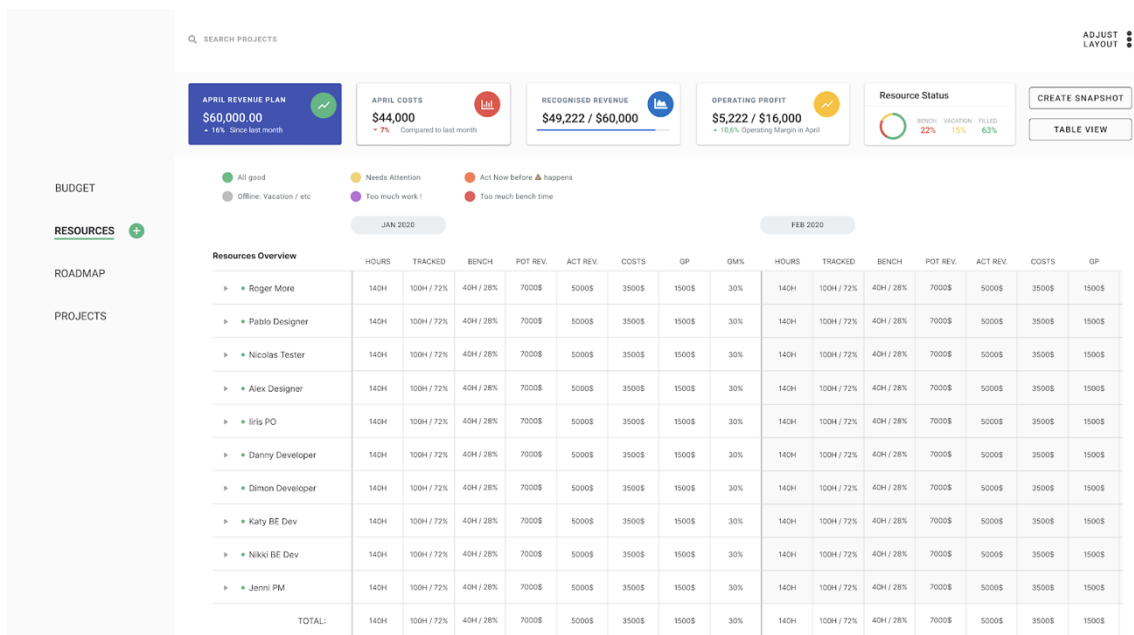 SEARCH PROJECTS
ADJUST
LAYOUT
APRIL REVENUE PLAN
$60,000.00
16% Since last month
APRIL COSTS
$44,000
7% Compared to last month
RECOGNISED REVENUE
$49,222 / $60,000
OPERATING PROFIT
$5,222 / $16,000
10,6% Operating Margin in April
Resource Status
BENCH VACATION FILLED
22% 15% 63%
CREATE SNAPSHOT
TABLE VIEW
BUDGET
RESOURCES
ROADMAP
PROJECTS
All good
Needs Attention
Act Now before ⚠ happens
Offline: Vacation / etc
Too much work !
Too much bench time
JAN 2020 FEB 2020
Resources Overview HOURS TRACKED BENCH POT REV. ACT REV. COSTS GP GM% HOURS TRACKED BENCH POT REV. ACT REV. COSTS GP
Roger More 140H 100H / 72% 40H / 28% 7000$ 5000$ 3500$ 1500$ 30% 140H 100H / 72% 40H / 28% 7000$ 5000$ 3500$ 1500$
Pablo Designer 140H 100H / 72% 40H / 28% 7000$ 5000$ 3500$ 1500$ 30% 140H 100H / 72% 40H / 28% 7000$ 5000$ 3500$ 1500$
Nicolas Tester 140H 100H / 72% 40H / 28% 7000$ 5000$ 3500$ 1500$ 30% 140H 100H / 72% 40H / 28% 7000$ 5000$ 3500$ 1500$
Alex Designer 140H 100H / 72% 40H / 28% 7000$ 5000$ 3500$ 1500$ 30% 140H 100H / 72% 40H / 28% 7000$ 5000$ 3500$ 1500$
Iiris PO 140H 100H / 72% 40H / 28% 7000$ 5000$ 3500$ 1500$ 30% 140H 100H / 72% 40H / 28% 7000$ 5000$ 3500$ 1500$
Danny Developer 140H 100H / 72% 40H / 28% 7000$ 5000$ 3500$ 1500$ 30% 140H 100H / 72% 40H / 28% 7000$ 5000$ 3500$ 1500$
Dimon Developer 140H 100H / 72% 40H / 28% 7000$ 5000$ 3500$ 1500$ 30% 140H 100H / 72% 40H / 28% 7000$ 5000$ 3500$ 1500$
Katy BE Dev 140H 100H / 72% 40H / 28% 7000$ 5000$ 3500$ 1500$ 30% 140H 100H / 72% 40H / 28% 7000$ 5000$ 3500$ 1500$
Nikki BE Dev 140H 100H / 72% 40H / 28% 7000$ 5000$ 3500$ 1500$ 30% 140H 100H / 72% 40H / 28% 7000$ 5000$ 3500$ 1500$
Jenni PM 140H 100H / 72% 40H / 28% 7000$ 5000$ 3500$ 1500$ 30% 140H 100H / 72% 40H / 28% 7000$ 5000$ 3500$ 1500$
TOTAL: 140H 100H / 72% 40H / 28% 7000$ 5000$ 3500$ 1500$ 30% 140H 100H / 72% 40H / 28% 7000$ 5000$ 3500$ 1500$